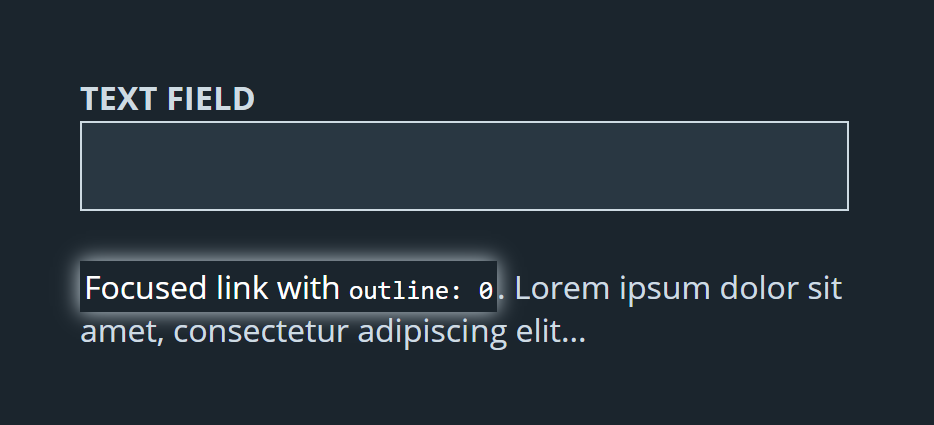 TEXT FIELD
Focused link with outline: 0. Lorem ipsum dolor sit
amet, consectetur adipiscing elit...